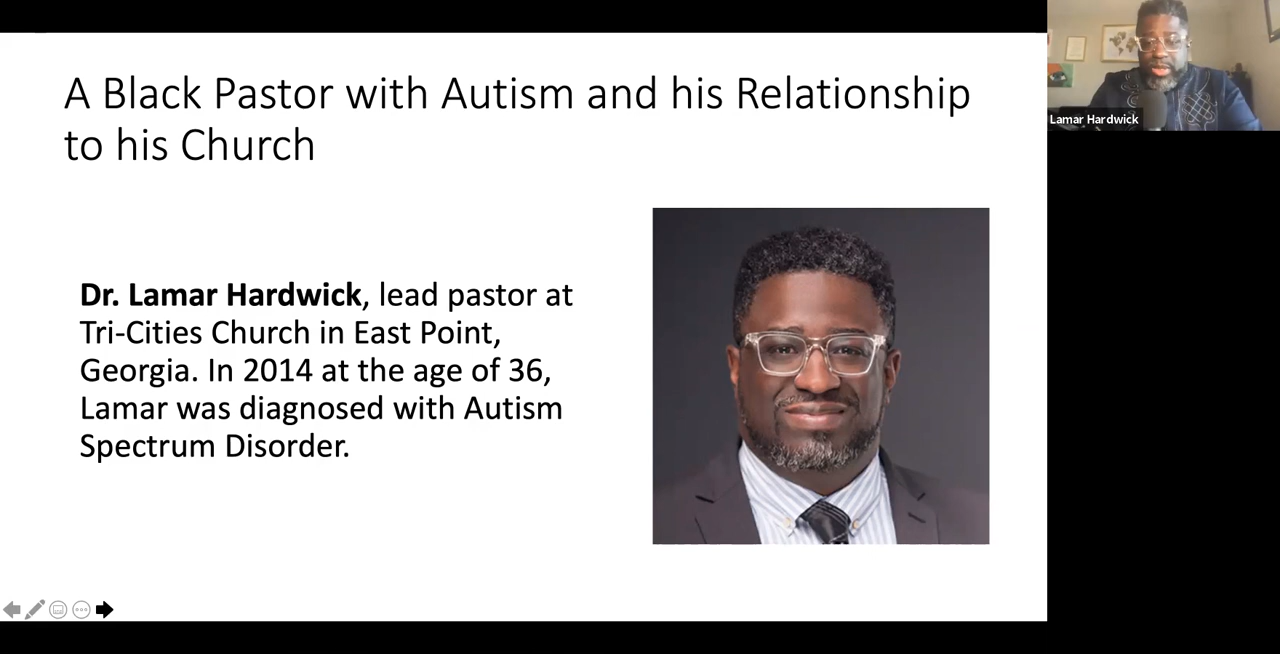 A Black Pastor with Autism and his Relationship
to his Church
Dr. Lamar Hardwick, lead pastor at
Tri-Cities Church in East Point,
Georgia. In 2014 at the age of 36,
Lamar was diagnosed with Autism
Spectrum Disorder.
Lamar Hardwick